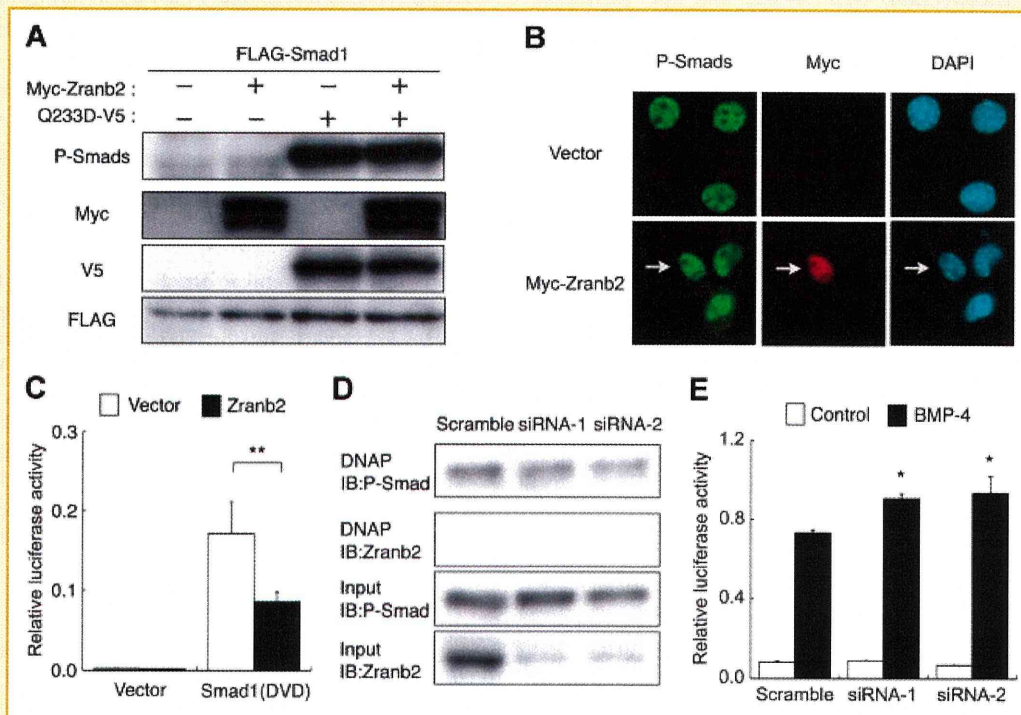 A
FLAG-Smad1
Myc-Zranb2 : – + – +
Q233D-V5 : – – + +
P-Smads
Myc
V5
FLAG
B
P-Smads Myc DAPI
Vector
Myc-Zranb2
C
Vector Zranb2
Relative luciferase activity
0.3
0.2
0.1
0.0
**
Vector Smad1(DVD)
D
Scramble siRNA-1 siRNA-2
DNAP
IB:P-Smad
DNAP
IB:Zranb2
Input
IB:P-Smad
Input
IB:Zranb2
E
Control BMP-4
Relative luciferase activity
1.2
0.8
0.4
0.0
* *
Scramble siRNA-1 siRNA-2